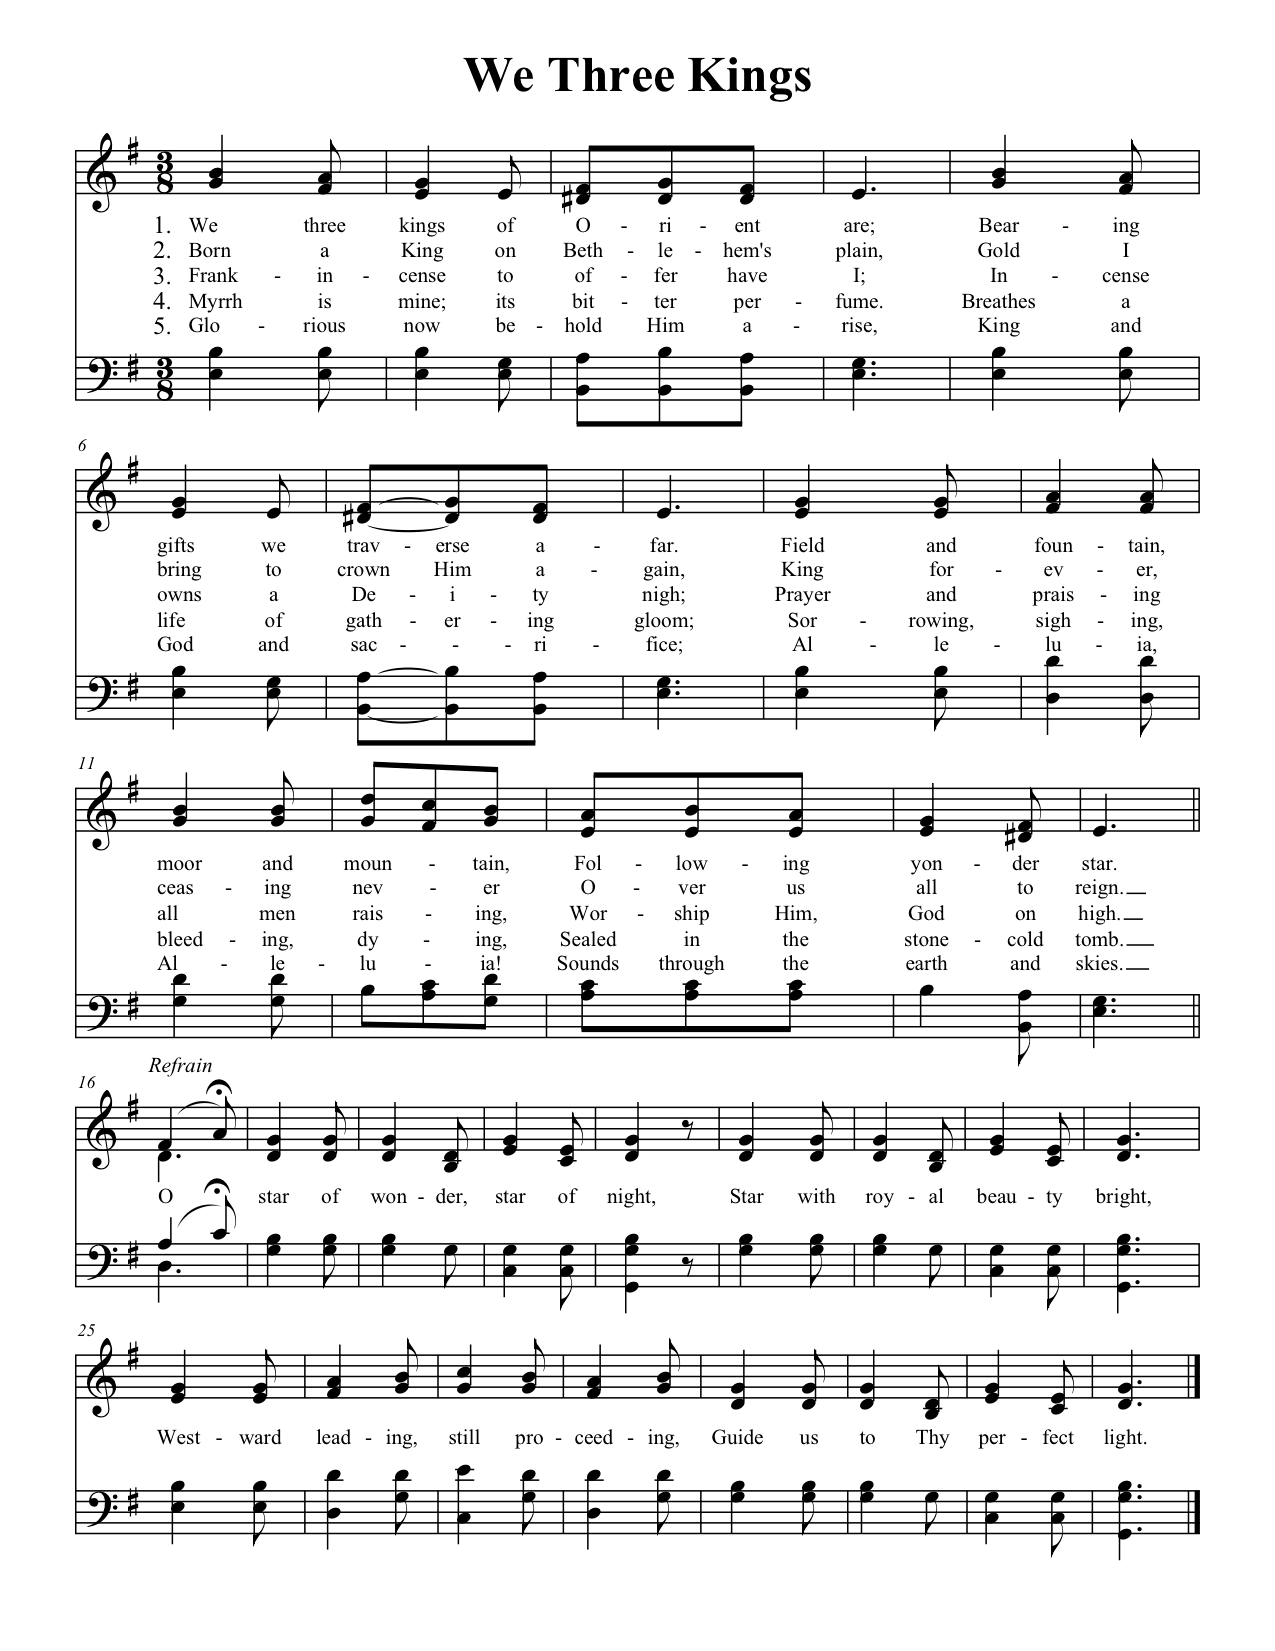 We Three Kings
3 8
1. We three kings of O - ri - ent are; Bear - ing
2. Born a King on Beth - le - hem's plain, Gold I
3. Frank - in - cense to of - fer have I; In - cense
4. Myrrh is mine; its bit - ter per - fume. Breathes a
5. Glo - rious now be - hold Him a - rise, King and
3 8
6
gifts we trav - erse a - far. Field and foun - tain,
bring to crown Him a - gain, King for - ev - er,
owns a De - i - ty nigh; Prayer and prais - ing
life of gath - er - ing gloom; Sor - rowing, sigh - ing,
God and sac - - - ri - fice; Al - le - lu - ia,
11
moor and moun - tain, Fol - low - ing yon - der star.
ceas - ing nev - er O - ver us all to reign.
all men rais - ing, Wor - ship Him, God on high.
bleed - ing, dy - ing, Sealed in the stone - cold tomb.
Al - le - lu - ia! Sounds through the earth and skies.
Refrain
16
O star of won - der, star of night, Star with roy - al beau - ty bright,
25
West - ward lead - ing, still pro - ceed - ing, Guide us to Thy per - fect light.